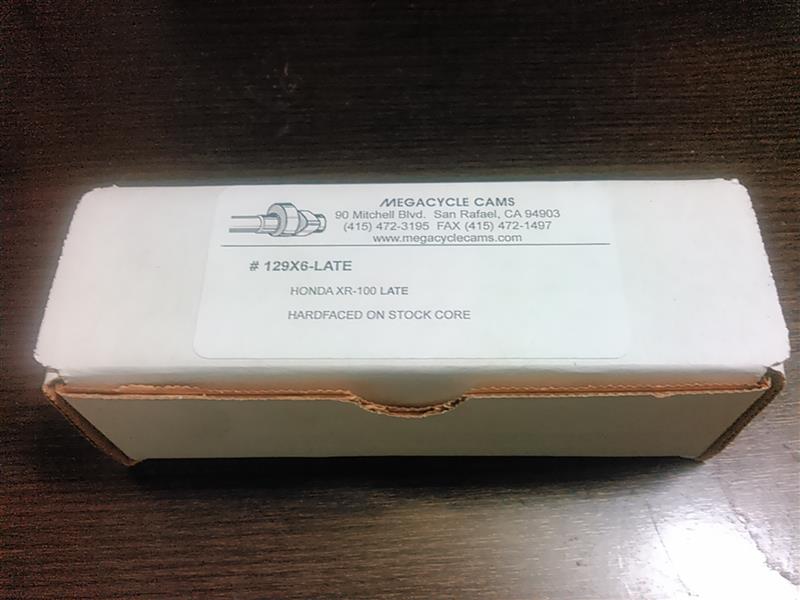 MEGACYCLE CAMS
90 Mitchell Blvd. San Rafael, CA 94903
(415) 472-3195 FAX (415) 472-1497
www.megacyclecams.com
# 129X6-LATE
HONDA XR-100 LATE
HARDFACED ON STOCK CORE